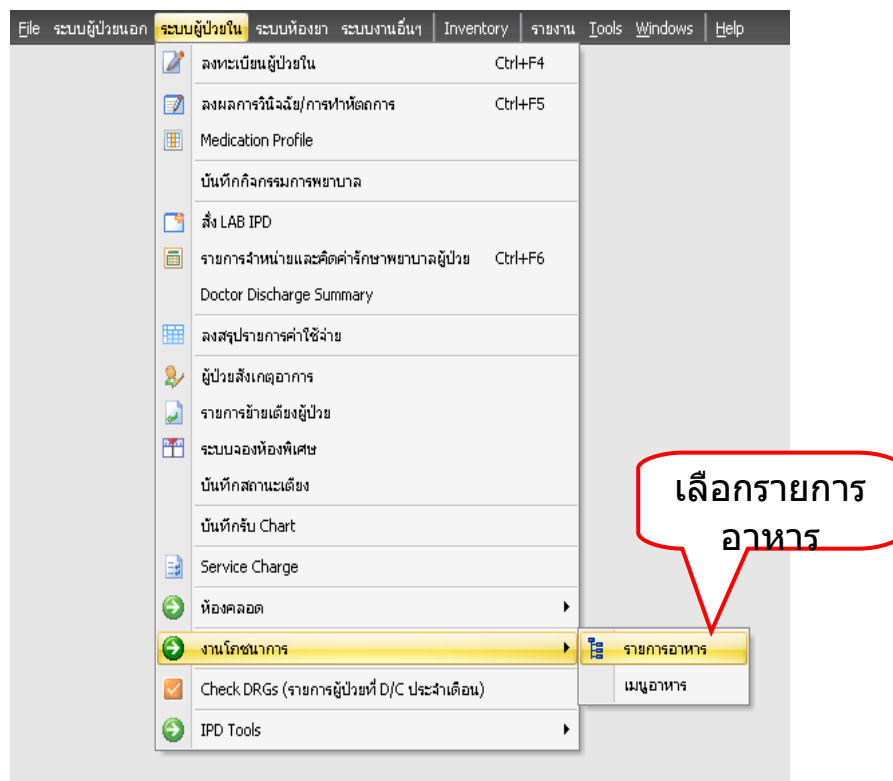 File ระบบผู้ป่วยนอก ระบบผู้ป่วยใน ระบบห้องยา ระบบงานอื่นๆ Inventory รายงาน Tools Windows Help
ลงทะเบียนผู้ป่วยใน Ctrl+F4
ลงผลการวินิจฉัย/การทำหัตถการ Ctrl+F5
Medication Profile
บันทึกกิจกรรมการพยาบาล
สั่ง LAB IPD
รายการจำหน่ายและคิดค่ารักษาพยาบาลผู้ป่วย Ctrl+F6
Doctor Discharge Summary
ลงสรุปรายการค่าใช้จ่าย
ผู้ป่วยสังเกตุอาการ
รายการย้ายเตียงผู้ป่วย
ระบบจองห้องพิเศษ
บันทึกสถานะเตียง
บันทึกรับ Chart
Service Charge
ห้องคลอด
งานโภชนาการ
Check DRGs (รายการผู้ป่วยที่ D/C ประจำเดือน)
IPD Tools
รายการอาหาร
เมนูอาหาร
เลือกรายการ
อาหาร